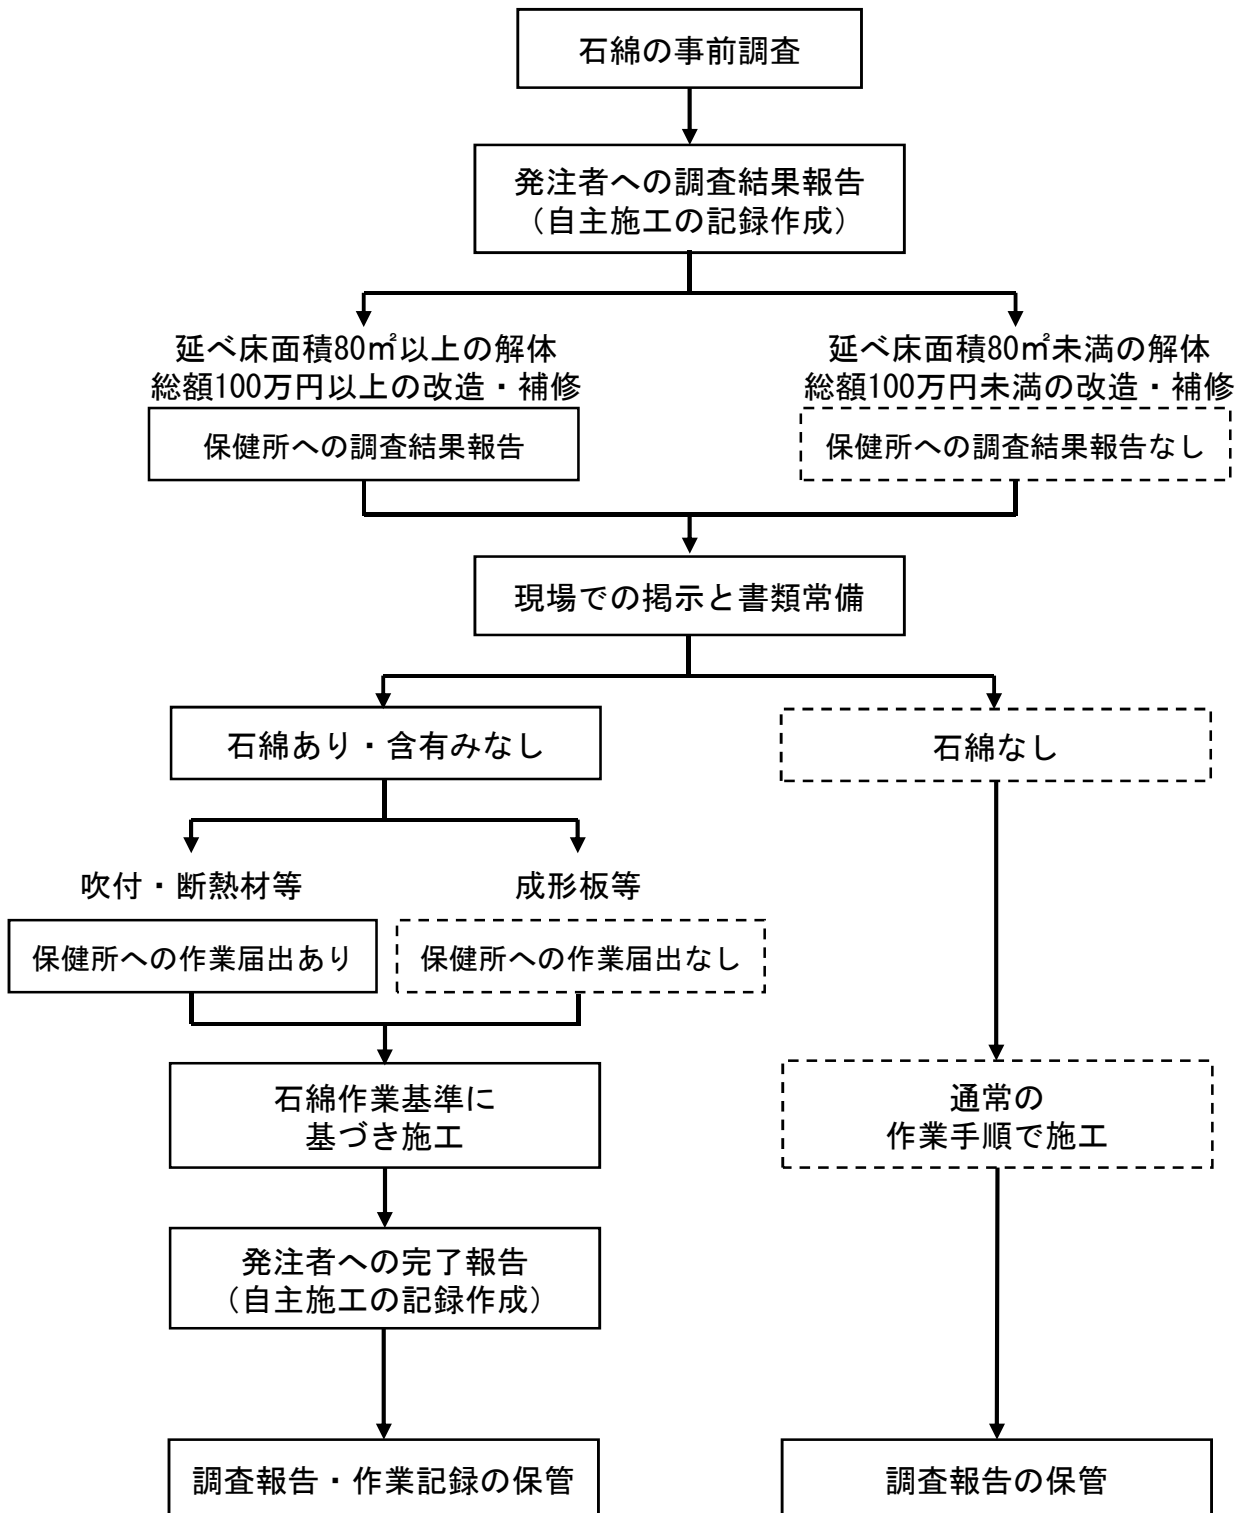 石綿の事前調査
発注者への調査結果報告
（自主施工の記録作成）
延べ床面積80㎡以上の解体
総額100万円以上の改造・補修
保健所への調査結果報告
延べ床面積80㎡未満の解体
総額100万円未満の改造・補修
保健所への調査結果報告なし
現場での掲示と書類常備
石綿あり・含有みなし
石綿なし
吹付・断熱材等
保健所への作業届出あり
成形板等
保健所への作業届出なし
石綿作業基準に
基づき施工
通常の
作業手順で施工
発注者への完了報告
（自主施工の記録作成）
調査報告・作業記録の保管
調査報告の保管